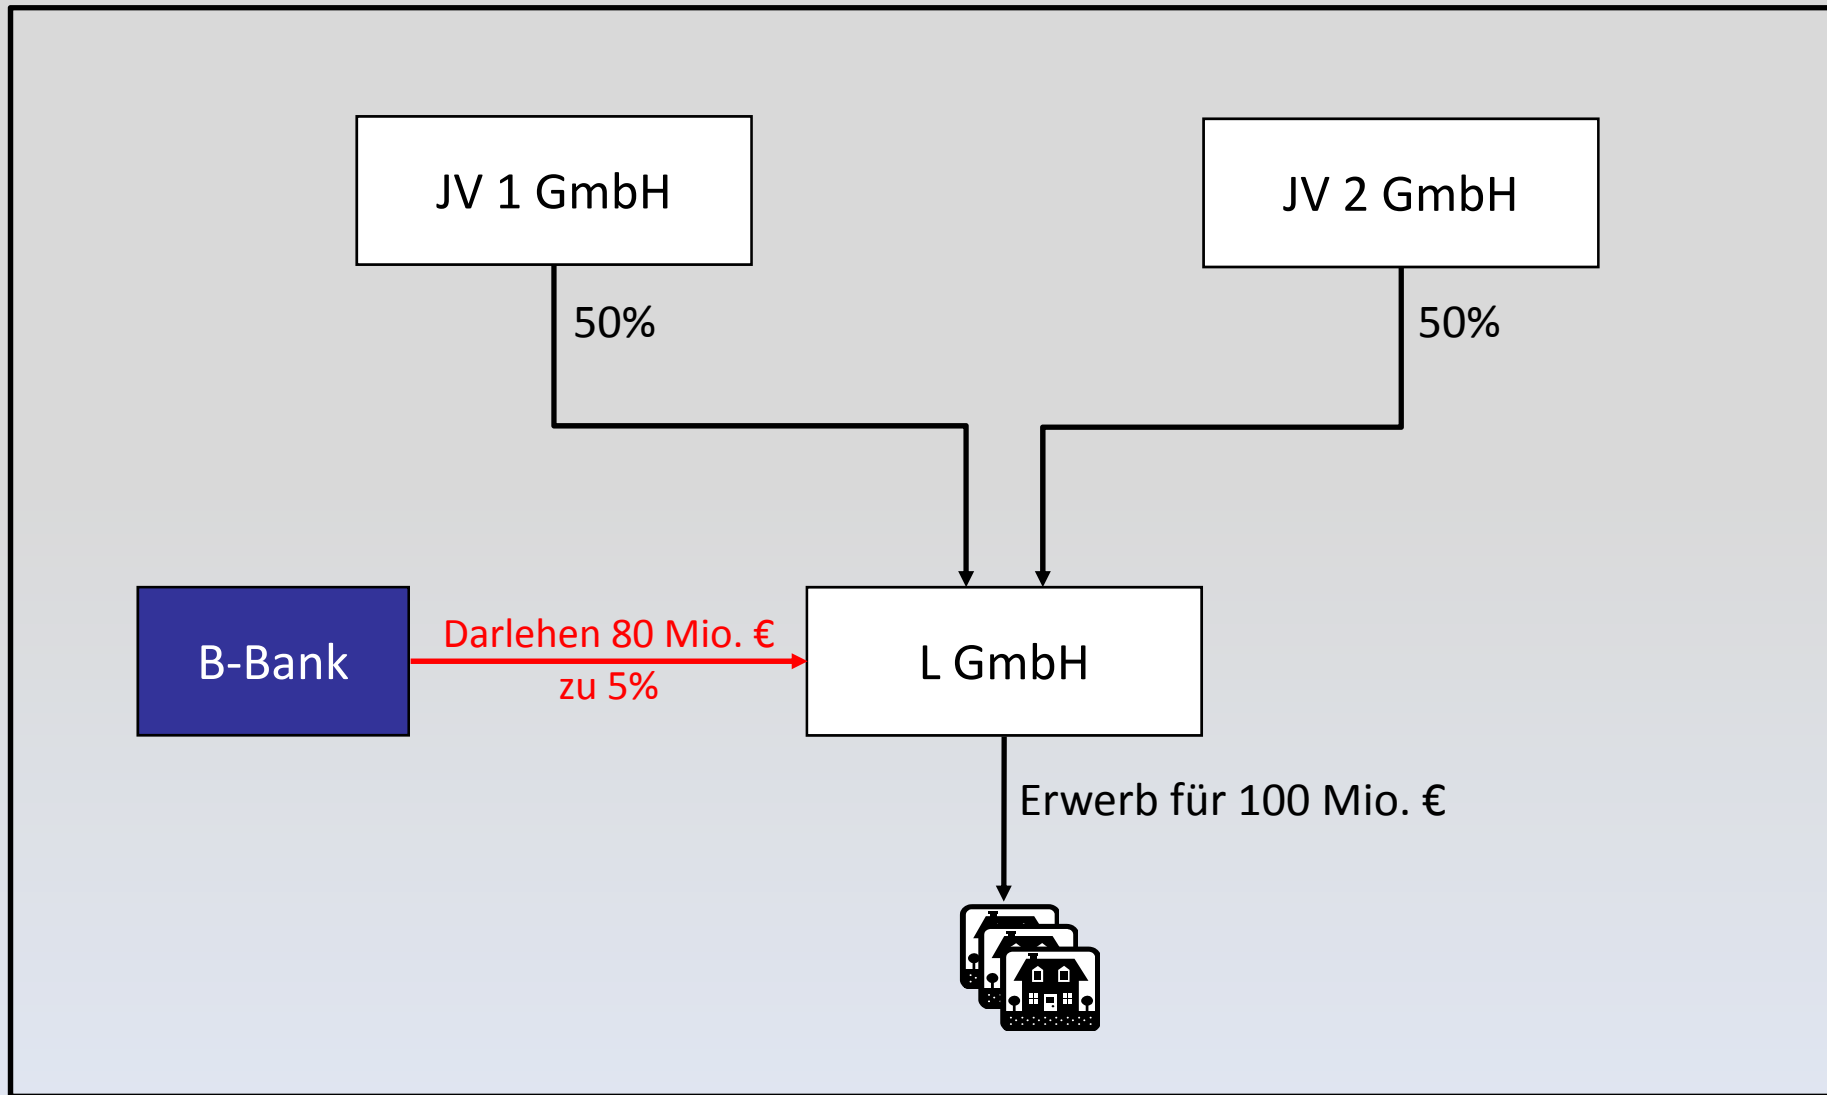 JV 1 GmbH
JV 2 GmbH
50%
50%
B-Bank
Darlehen 80 Mio. €
zu 5%
L GmbH
Erwerb für 100 Mio. €